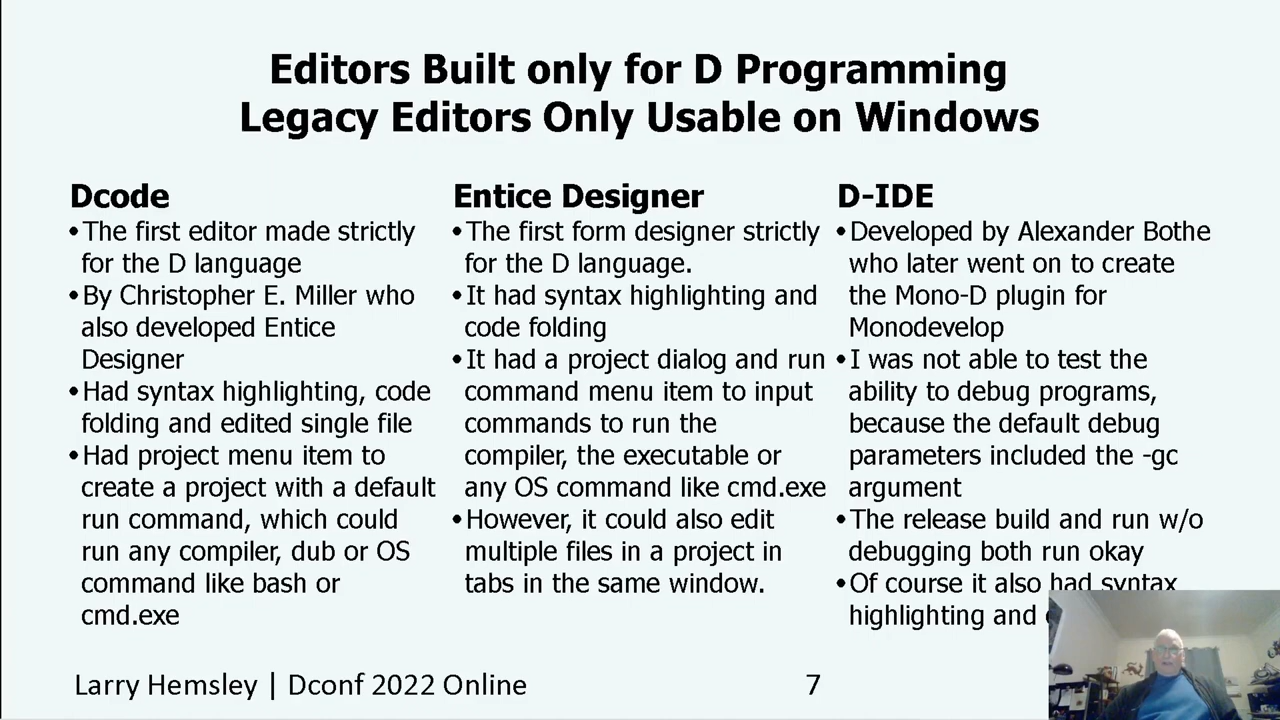 Editors Built only for D Programming
Legacy Editors Only Usable on Windows
Dcode
•The first editor made strictly
for the D language
•By Christopher E. Miller who
also developed Entice
Designer
•Had syntax highlighting, code
folding and edited single file
•Had project menu item to
create a project with a default
run command, which could
run any compiler, dub or OS
command like bash or
cmd.exe
Entice Designer
•The first form designer strictly
for the D language.
•It had syntax highlighting and
code folding
•It had a project dialog and run
command menu item to input
commands to run the
compiler, the executable or
any OS command like cmd.exe
•However, it could also edit
multiple files in a project in
tabs in the same window.
D-IDE
•Developed by Alexander Bothe
who later went on to create
the Mono-D plugin for
Monodevelop
•I was not able to test the
ability to debug programs,
because the default debug
parameters included the -gc
argument
•The release build and run w/o
debugging both run okay
•Of course it also had syntax
highlighting and
Larry Hemsley | Dconf 2022 Online
7